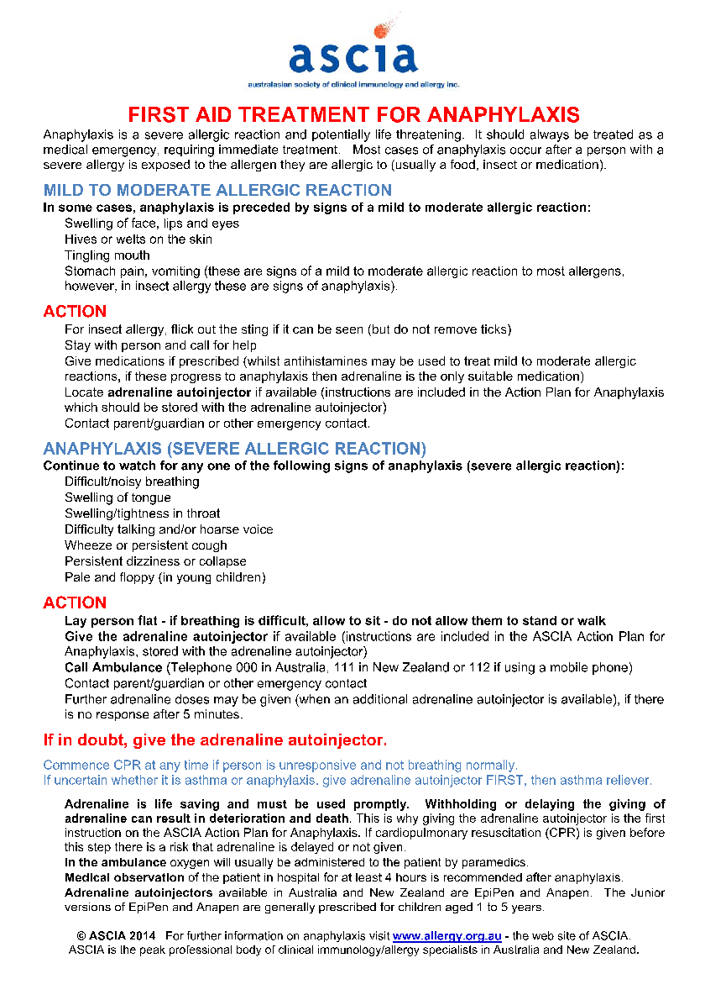 ascia
australasian society of clinical immunology and allergy inc.
FIRST AID TREATMENT FOR ANAPHYLAXIS
Anaphylaxis is a severe allergic reaction and potentially life threatening. It should always be treated as a
medical emergency, requiring immediate treatment. Most cases of anaphylaxis occur after a person with a
severe allergy is exposed to the allergen they are allergic to (usually a food, insect or medication).
MILD TO MODERATE ALLERGIC REACTION
In some cases, anaphylaxis is preceded by signs of a mild to moderate allergic reaction:
Swelling of face, lips and eyes
Hives or welts on the skin
Tingling mouth
Stomach pain, vomiting (these are signs of a mild to moderate allergic reaction to most allergens,
however, in insect allergy these are signs of anaphylaxis).
ACTION
For insect allergy, flick out the sting if it can be seen (but do not remove ticks)
Stay with person and call for help
Give medications if prescribed (whilst antihistamines may be used to treat mild to moderate allergic
reactions, if these progress to anaphylaxis then adrenaline is the only suitable medication)
Locate adrenaline autoinjector if available (instructions are included in the Action Plan for Anaphylaxis
which should be stored with the adrenaline autoinjector)
Contact parent/guardian or other emergency contact.
ANAPHYLAXIS (SEVERE ALLERGIC REACTION)
Continue to watch for any one of the following signs of anaphylaxis (severe allergic reaction):
Difficult/noisy breathing
Swelling of tongue
Swelling/tightness in throat
Difficulty talking and/or hoarse voice
Wheeze or persistent cough
Persistent dizziness or collapse
Pale and floppy (in young children)
ACTION
Lay person flat - if breathing is difficult, allow to sit - do not allow them to stand or walk
Give the adrenaline autoinjector if available (instructions are included in the ASCIA Action Plan for
Anaphylaxis, stored with the adrenaline autoinjector)
Call Ambulance (Telephone 000 in Australia, 111 in New Zealand or 112 if using a mobile phone)
Contact parent/guardian or other emergency contact
Further adrenaline doses may be given (when an additional adrenaline autoinjector is available), if there
is no response after 5 minutes.
If in doubt, give the adrenaline autoinjector.
Commence CPR at any time if person is unresponsive and not breathing normally.
If uncertain whether it is asthma or anaphylaxis, give adrenaline autoinjector FIRST, then asthma reliever.
Adrenaline is life saving and must be used promptly. Withholding or delaying the giving of
adrenaline can result in deterioration and death. This is why giving the adrenaline autoinjector is the first
instruction on the ASCIA Action Plan for Anaphylaxis. If cardiopulmonary resuscitation (CPR) is given before
this step there is a risk that adrenaline is delayed or not given.
In the ambulance oxygen will usually be administered to the patient by paramedics.
Medical observation of the patient in hospital for at least 4 hours is recommended after anaphylaxis.
Adrenaline autoinjectors available in Australia and New Zealand are EpiPen and Anapen. The Junior
versions of EpiPen and Anapen are generally prescribed for children aged 1 to 5 years.
© ASCIA 2014 For further information on anaphylaxis visit www.allergy.org.au - the web site of ASCIA.
ASCIA is the peak professional body of clinical immunology/allergy specialists in Australia and New Zealand.